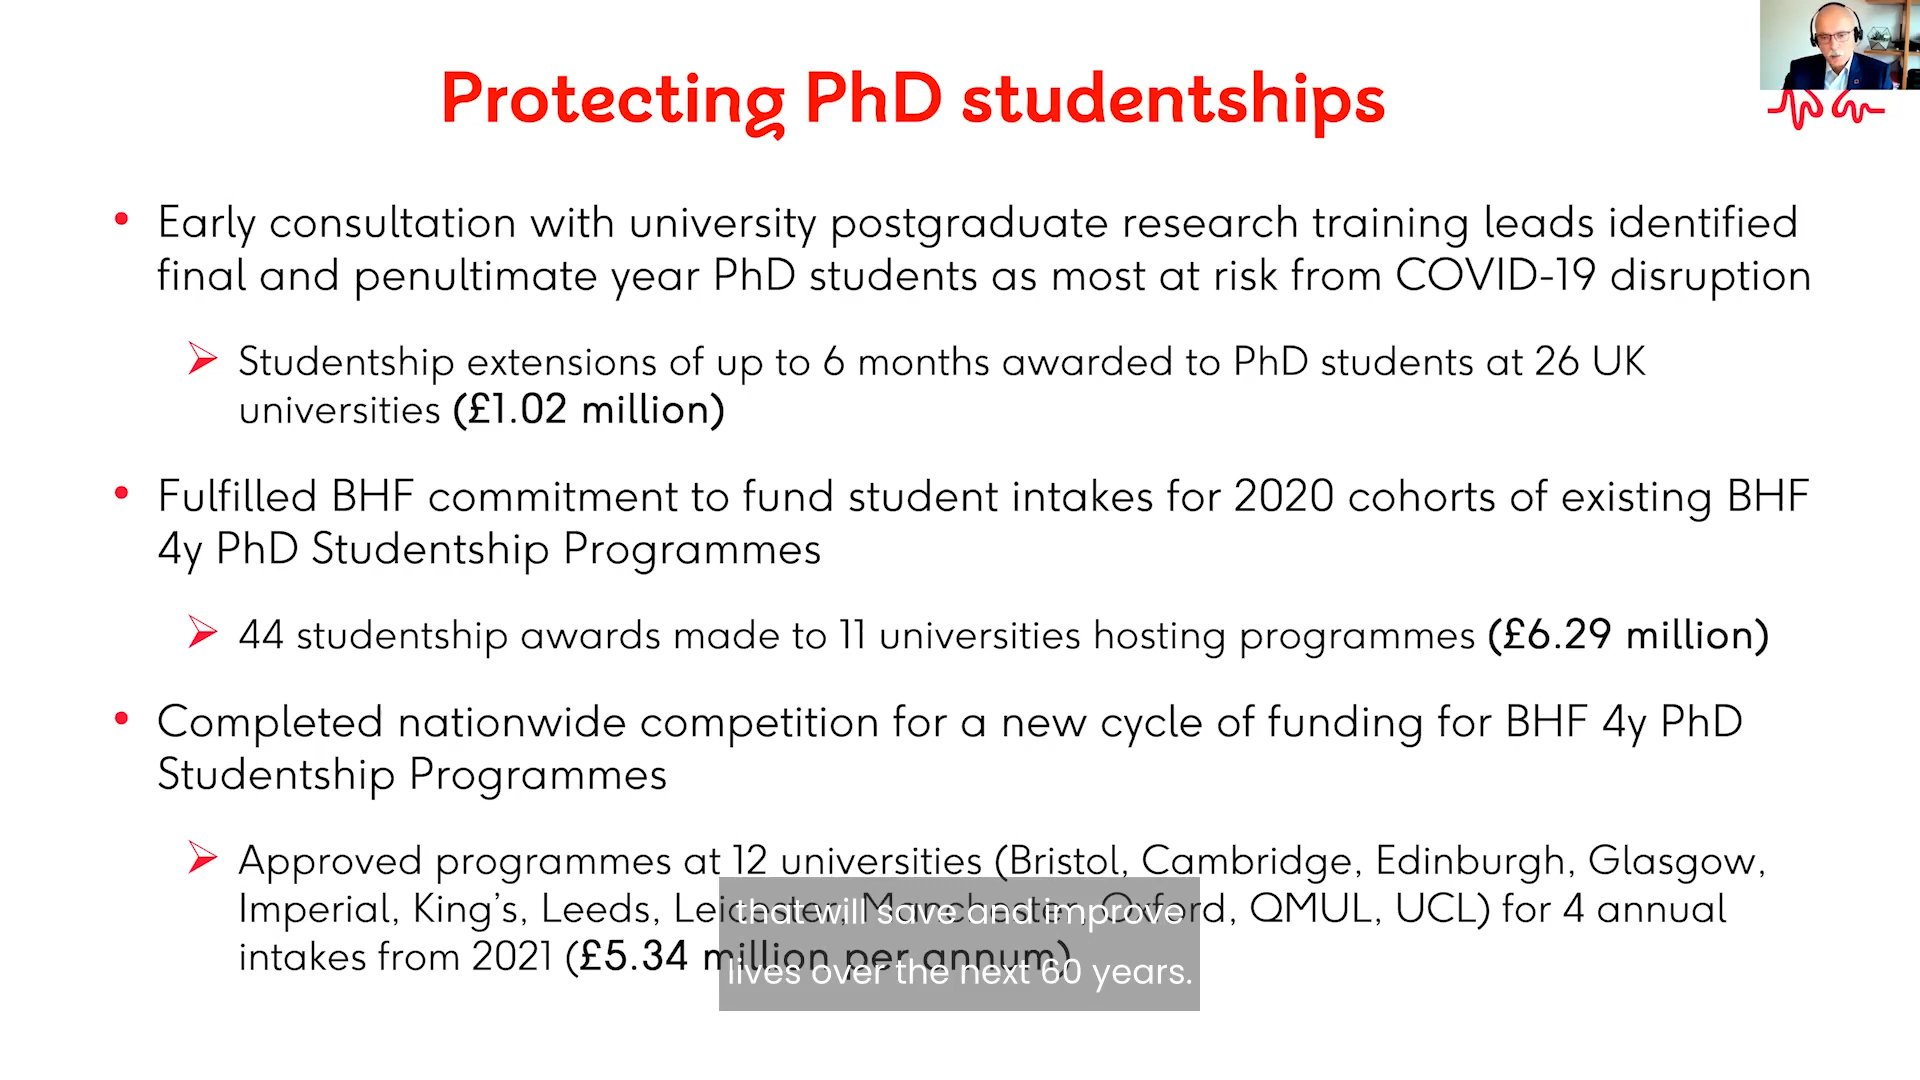 Protecting PhD studentships
• Early consultation with university postgraduate research training leads identified
final and penultimate year PhD students as most at risk from COVID-19 disruption
➢ Studentship extensions of up to 6 months awarded to PhD students at 26 UK
universities (£1.02 million)
• Fulfilled BHF commitment to fund student intakes for 2020 cohorts of existing BHF
4y PhD Studentship Programmes
➢ 44 studentship awards made to 11 universities hosting programmes (£6.29 million)
• Completed nationwide competition for a new cycle of funding for BHF 4y PhD
Studentship Programmes
➢ Approved programmes at 12 universities (Bristol, Cambridge, Edinburgh, Glasgow,
Imperial, King's, Leeds, Leicester, Manchester, Oxford, QMUL, UCL) for 4 annual
intakes from 2021 (£5.34 million per annum)
that will save and improve
lives over the next 60 years.